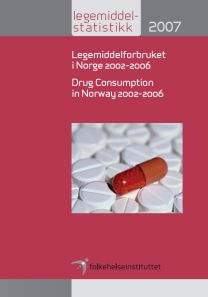 legemiddel-
statistikk 2007
Legemiddelforbruket
i Norge 2002-2006
Drug Consumption
in Norway 2002-2006
folkehelseinstituttet